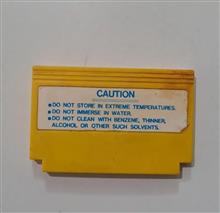 CAUTION
●DO NOT STORE IN EXTREME TEMPERATURES.
●DO NOT IMMERSE IN WATER.
●DO NOT CLEAN WITH BENZENE, THINNER,
ALCOHOL OR OTHER SUCH SOLVENTS.